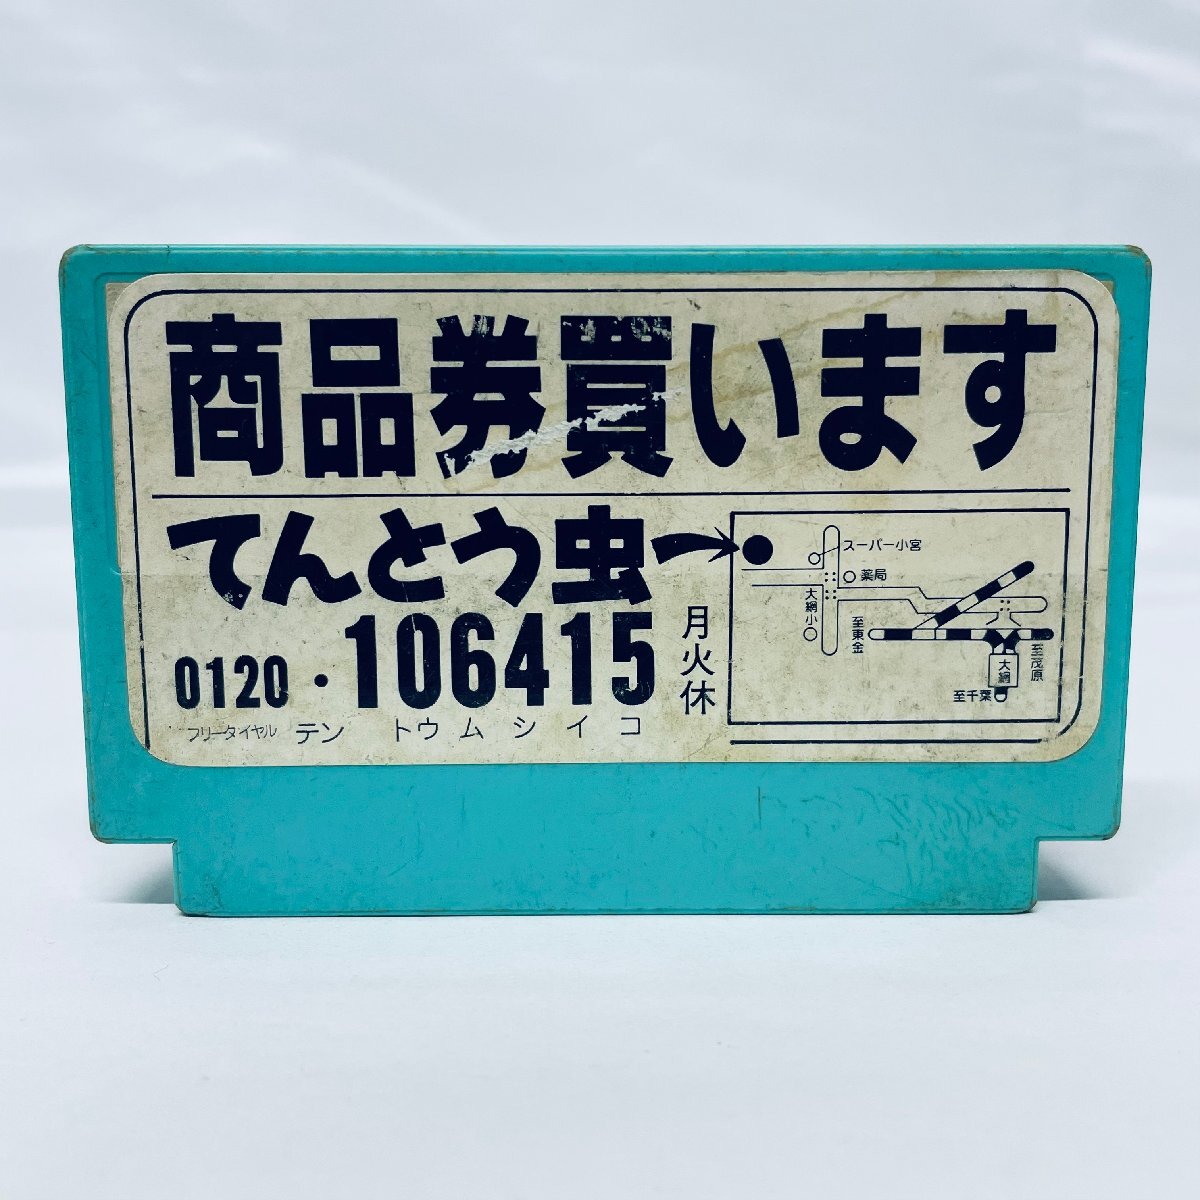 商品券買います
てんとう虫
0120・106415
フリーダイヤル テン トウ ム シ イ コ
月火休
スーパー小宮
薬局
大網小
至東金
大網
至茂原
至千葉